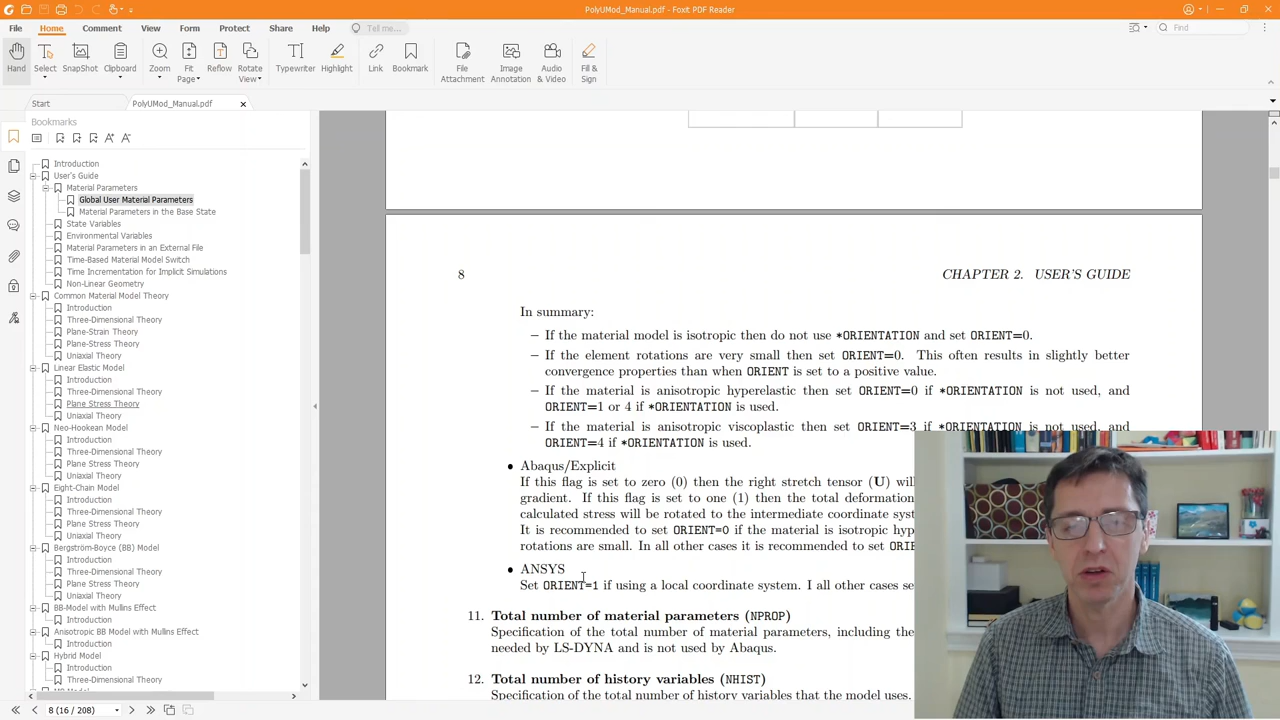 PolyUMod_Manual.pdf - Foxit PDF Reader
File
Home
Comment
View
Form
Protect
Share
Help
Tell me...
Find
Hand
Select
SnapShot
Clipboard
Zoom
Fit Page
Reflow
Rotate View
Typewriter
Highlight
Link
Bookmark
File Attachment
Image Annotation
Audio & Video
Fill & Sign
Start
PolyUMod_Manual.pdf
Bookmarks
Introduction
User's Guide
Material Parameters
Global User Material Parameters
Material Parameters in the Base State
State Variables
Environmental Variables
Material Parameters in an External File
Time-Based Material Model Switch
Time Incrementation for Implicit Simulations
Non-Linear Geometry
Common Material Model Theory
Introduction
Three-Dimensional Theory
Plane-Strain Theory
Plane-Stress Theory
Uniaxial Theory
Linear Elastic Model
Introduction
Three-Dimensional Theory
Plane Stress Theory
Uniaxial Theory
Neo-Hookean Model
Introduction
Three-Dimensional Theory
Plane Stress Theory
Uniaxial Theory
Eight-Chain Model
Introduction
Three-Dimensional Theory
Plane Stress Theory
Uniaxial Theory
Bergström-Boyce (BB) Model
Introduction
Three-Dimensional Theory
Plane Stress Theory
Uniaxial Theory
BB-Model with Mullins Effect
Introduction
Anisotropic BB Model with Mullins Effect
Introduction
Three-Dimensional Theory
Hybrid Model
Introduction
Three-Dimensional Theory
8 (16 / 208)
8 CHAPTER 2. USER'S GUIDE
In summary:
– If the material model is isotropic then do not use *ORIENTATION and set ORIENT=0.
– If the element rotations are very small then set ORIENT=0. This often results in slightly better
convergence properties than when ORIENT is set to a positive value.
– If the material is anisotropic hyperelastic then set ORIENT=0 if *ORIENTATION is not used, and
ORIENT=1 or 4 if *ORIENTATION is used.
– If the material is anisotropic viscoplastic then set ORIENT=3 if *ORIENTATION is not used, and
ORIENT=4 if *ORIENTATION is used.
• Abaqus/Explicit
If this flag is set to zero (0) then the right stretch tensor (U) wil
gradient. If this flag is set to one (1) then the total deformation
calculated stress will be rotated to the intermediate coordinate syst
It is recommended to set ORIENT=0 if the material is isotropic hyp
rotations are small. In all other cases it is recommended to set ORIE
• ANSYS
Set ORIENT=1 if using a local coordinate system. I all other cases se
11. Total number of material parameters (NPROP)
Specification of the total number of material parameters, including the
needed by LS-DYNA and is not used by Abaqus.
12. Total number of history variables (NHIST)
Specification of the total number of history variables that the model uses.